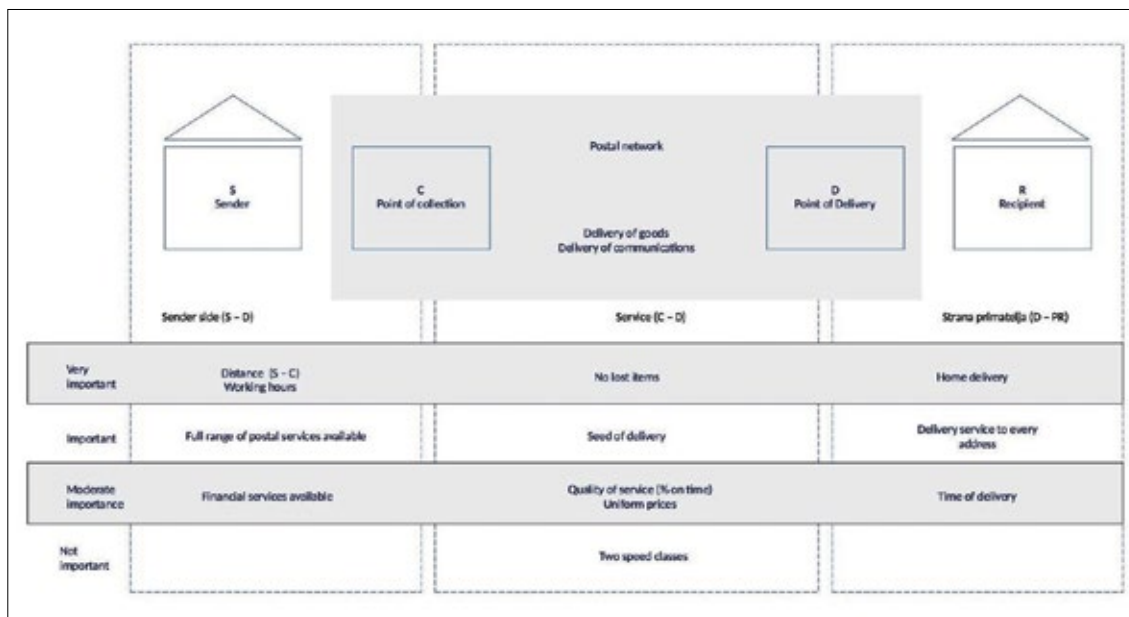 Postal network
S
Sender
C
Point of collection
D
Point of Delivery
R
Recipient
Delivery of goods
Delivery of communications
Sender side (S – D)
Service (C – D)
Strana primatelja (D – PR)
Very
important
Distance (S – C)
Working hours
No lost items
Home delivery
Important
Full range of postal services available
Seed of delivery
Delivery service to every
address
Moderate
importance
Financial services available
Quality of service (% on time)
Uniform prices
Time of delivery
Not
important
Two speed classes